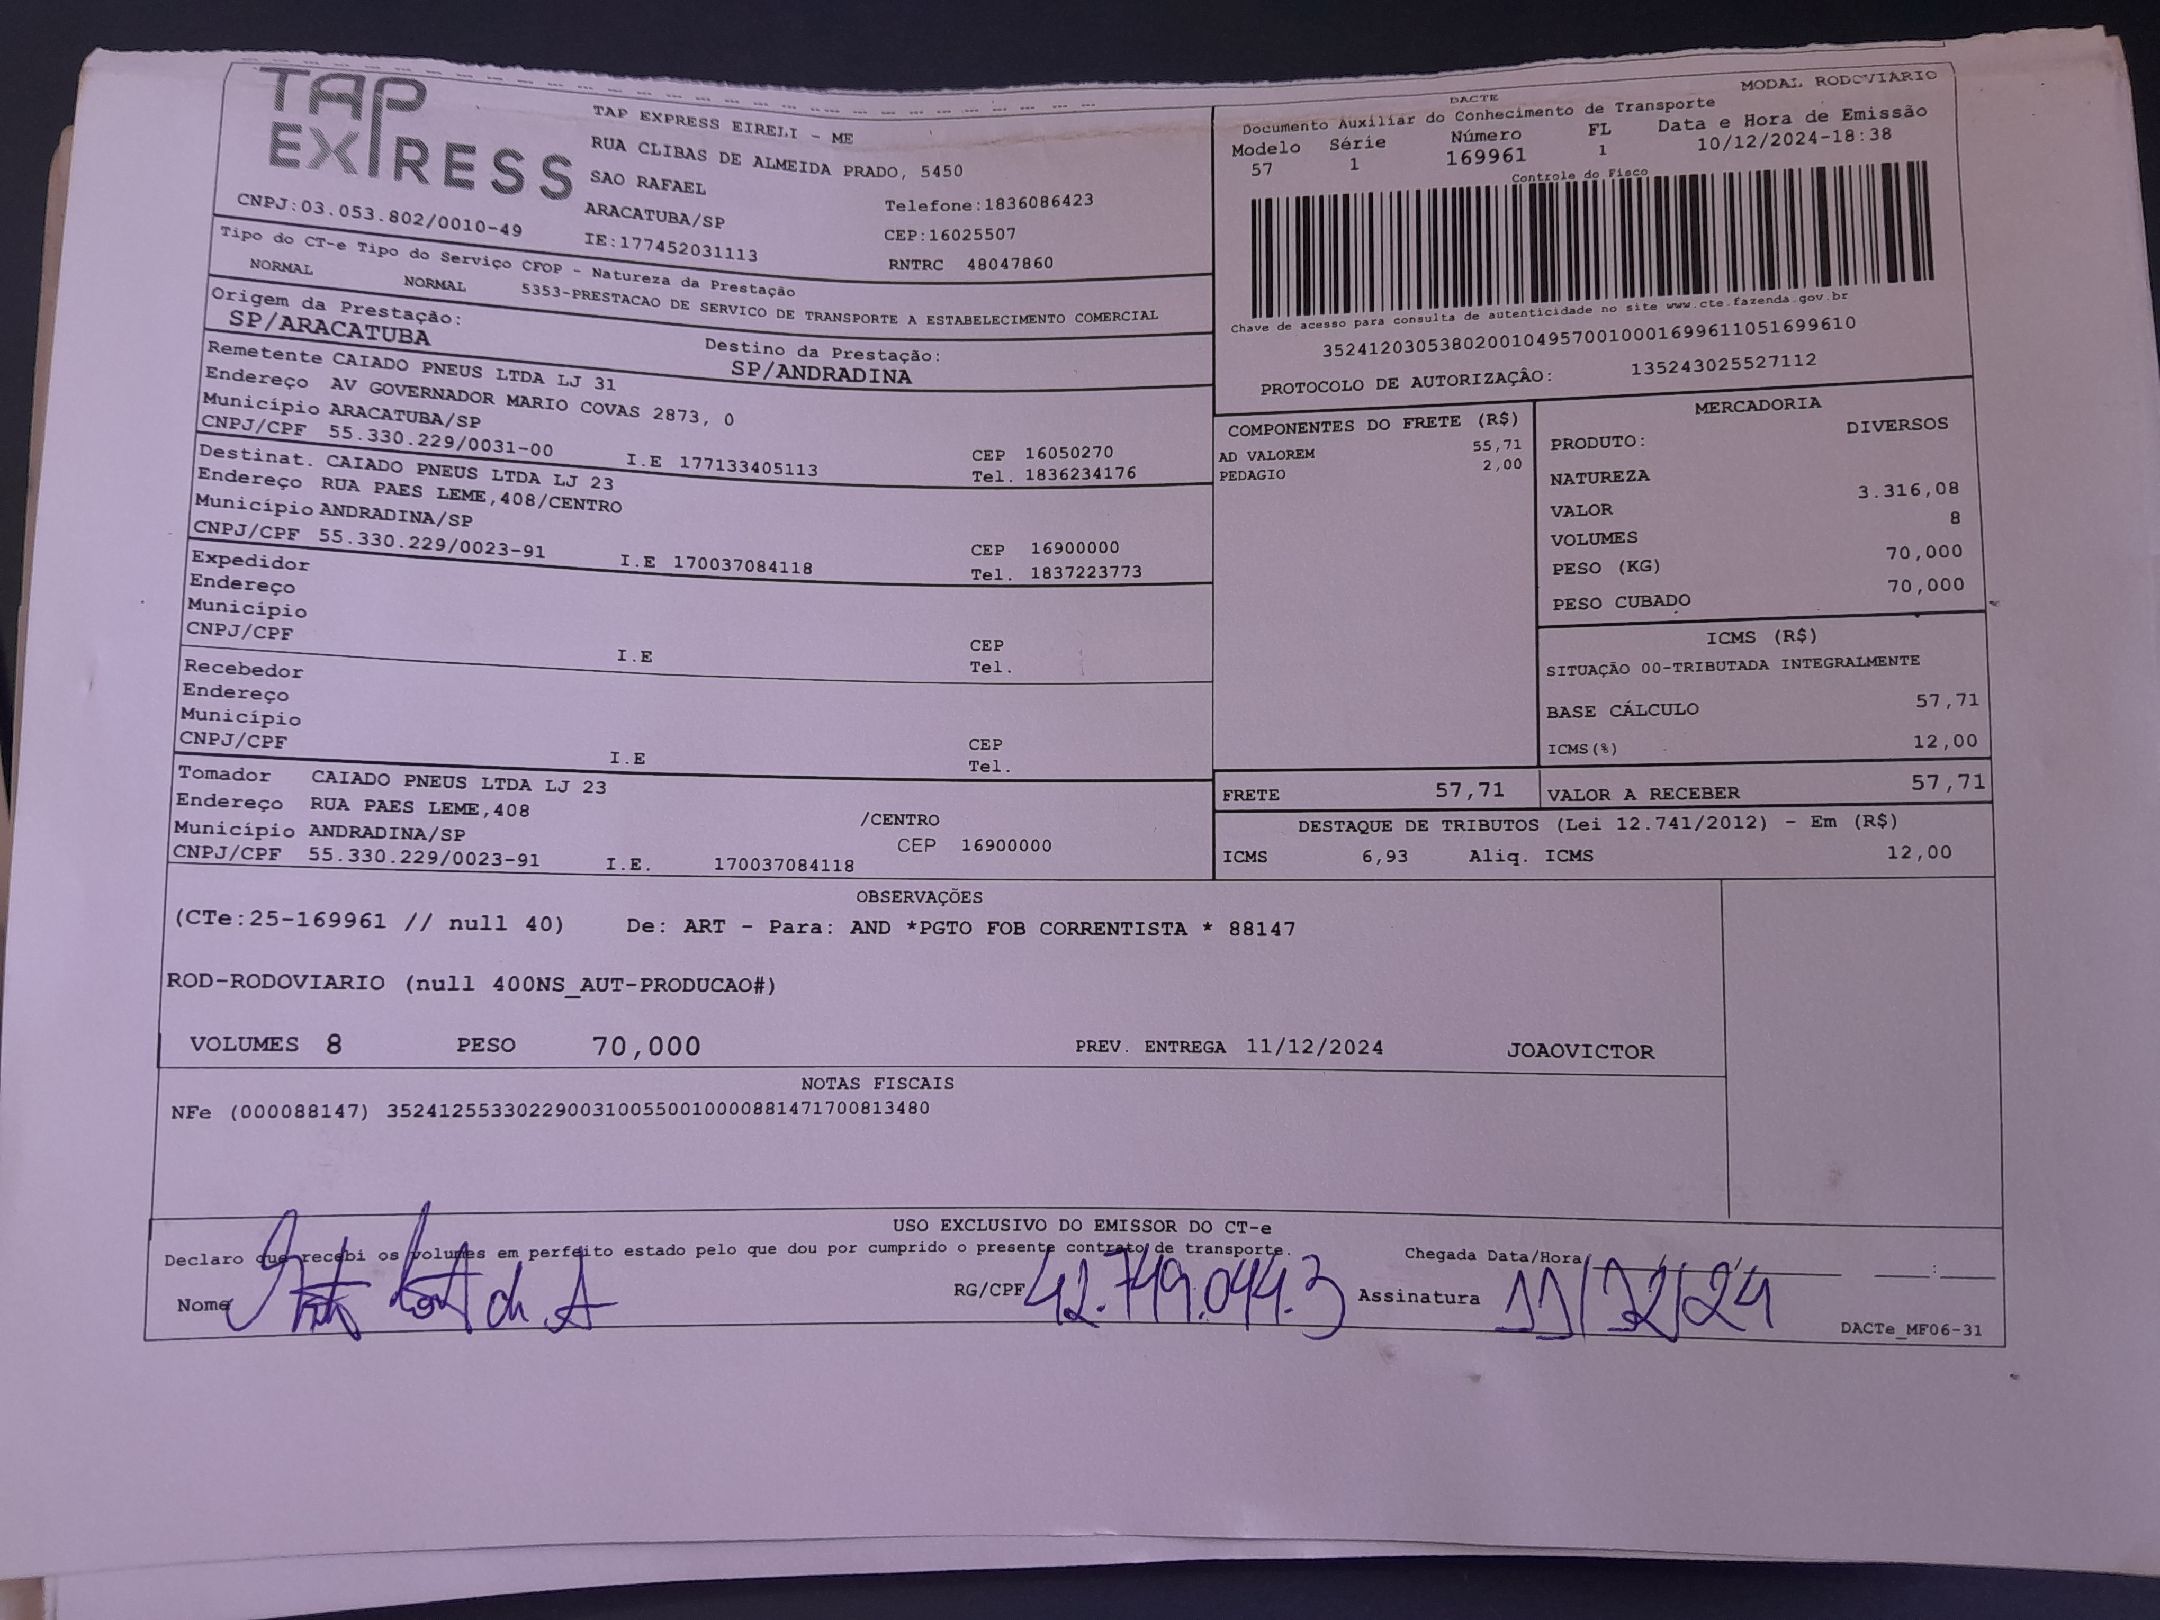 TAP
EXPRESS
TAP EXPRESS EIRELI - ME
RUA CLIBAS DE ALMEIDA PRADO, 5450
SAO RAFAEL
Telefone:1836086423
ARACATUBA/SP
CEP:16025507
CNPJ:03.053.802/0010-49
IE:177452031113
RNTRC 48047860
Tipo do CT-e Tipo do Serviço CFOP - Natureza da Prestação
NORMAL NORMAL 5353-PRESTACAO DE SERVICO DE TRANSPORTE A ESTABELECIMENTO COMERCIAL
Origem da Prestação:
SP/ARACATUBA
Destino da Prestação:
SP/ANDRADINA
Remetente CAIADO PNEUS LTDA LJ 31
Endereço AV GOVERNADOR MARIO COVAS 2873, 0
Município ARACATUBA/SP
CEP 16050270
CNPJ/CPF 55.330.229/0031-00 I.E 177133405113 Tel. 1836234176
Destinat. CAIADO PNEUS LTDA LJ 23
Endereço RUA PAES LEME,408/CENTRO
Município ANDRADINA/SP
CEP 16900000
CNPJ/CPF 55.330.229/0023-91 I.E 170037084118 Tel. 1837223773
Expedidor
Endereço
Município
CEP
CNPJ/CPF I.E Tel.
Recebedor
Endereço
Município
CEP
CNPJ/CPF I.E Tel.
Tomador CAIADO PNEUS LTDA LJ 23
Endereço RUA PAES LEME,408 /CENTRO
Município ANDRADINA/SP CEP 16900000
CNPJ/CPF 55.330.229/0023-91 I.E. 170037084118
DACTE
MODAL RODOVIARIO
Documento Auxiliar do Conhecimento de Transporte
Modelo Série Número FL Data e Hora de Emissão
57 1 169961 1 10/12/2024-18:38
Controle do Fisco
Chave de acesso para consulta de autenticidade no site www.cte.fazenda.gov.br
35241203053802001049570010001699611051699610
PROTOCOLO DE AUTORIZAÇÂO: 135243025527112
COMPONENTES DO FRETE (R$)
AD VALOREM 55,71
PEDAGIO 2,00
MERCADORIA
PRODUTO: DIVERSOS
NATUREZA
VALOR 3.316,08
VOLUMES 8
PESO (KG) 70,000
PESO CUBADO 70,000
ICMS (R$)
SITUAÇÃO 00-TRIBUTADA INTEGRALMENTE
BASE CÁLCULO 57,71
ICMS(%) 12,00
FRETE 57,71 VALOR A RECEBER 57,71
DESTAQUE DE TRIBUTOS (Lei 12.741/2012) - Em (R$)
ICMS 6,93 Aliq. ICMS 12,00
OBSERVAÇÕES
(CTe:25-169961 // null 40) De: ART - Para: AND *PGTO FOB CORRENTISTA * 88147
ROD-RODOVIARIO (null 400NS_AUT-PRODUCAO#)
VOLUMES 8 PESO 70,000 PREV. ENTREGA 11/12/2024 JOAOVICTOR
NOTAS FISCAIS
NFe (000088147) 35241255330229003100550010000881471700813480
USO EXCLUSIVO DO EMISSOR DO CT-e
Declaro que recebi os volumes em perfeito estado pelo que dou por cumprido o presente contrato de transporte. Chegada Data/Hora / / :
Nome RG/CPF 42.749.044.3 Assinatura 11/12/24
DACTe_MF06-31